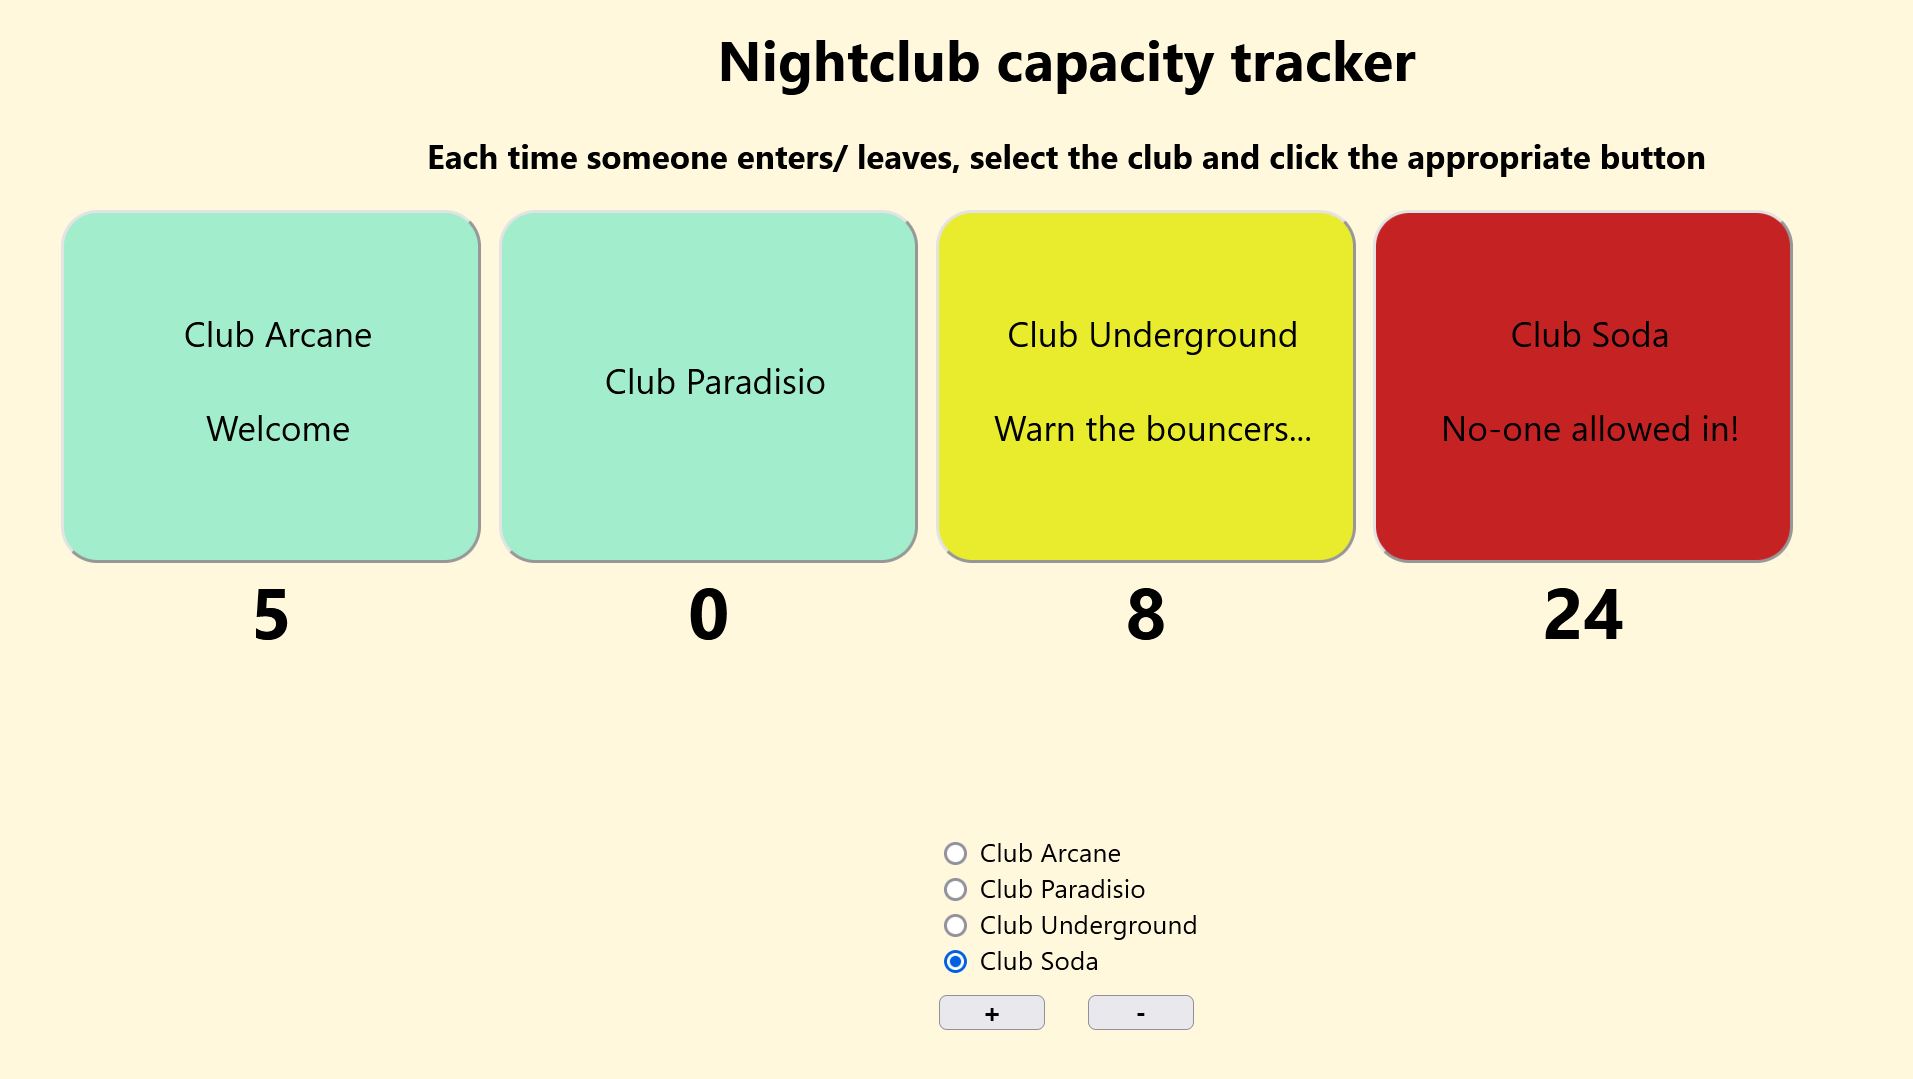 Nightclub capacity tracker
Each time someone enters/ leaves, select the club and click the appropriate button
Club Arcane
Welcome
Club Paradisio
Club Underground
Warn the bouncers...
Club Soda
No-one allowed in!
5
0
8
24
Club Arcane
Club Paradisio
Club Underground
Club Soda
+ -